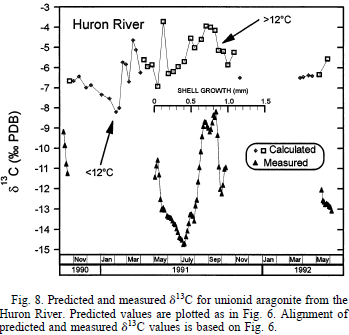 Huron River
>12°C
-3
-4
-5
-6
-7
-8
-9
-10
-11
-12
-13
-14
-15
δ13C (‰ PDB)
SHELL GROWTH
0.0 0.5 1.0 1.5
(mm)
<12°C
Calculated
Measured
Nov Jan Mar May July Sep Nov Jan Mar May
1990 1991 1992
Fig. 8. Predicted and measured δ13C for unionid aragonite from the
Huron River. Predicted values are plotted as in Fig. 6. Alignment of
predicted and measured δ13C values is based on Fig. 6.